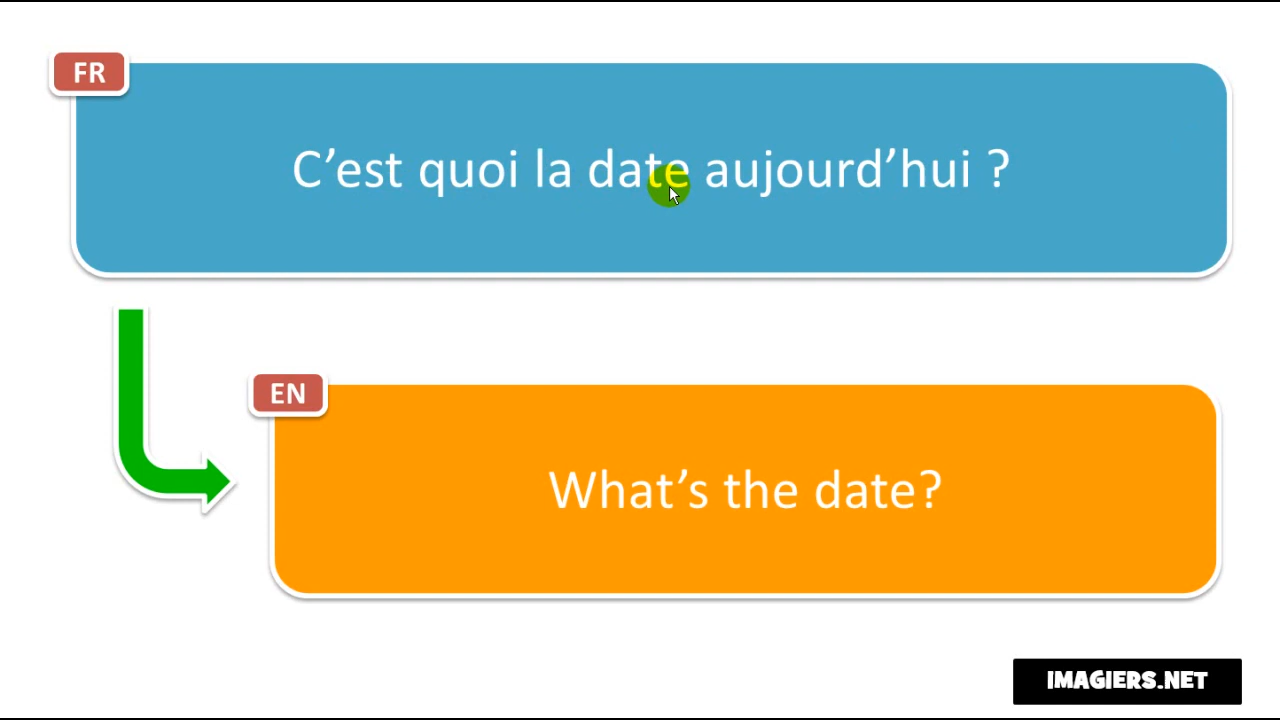 FR
C’est quoi la date aujourd’hui ?
EN
What’s the date?
IMAGIERS.NET